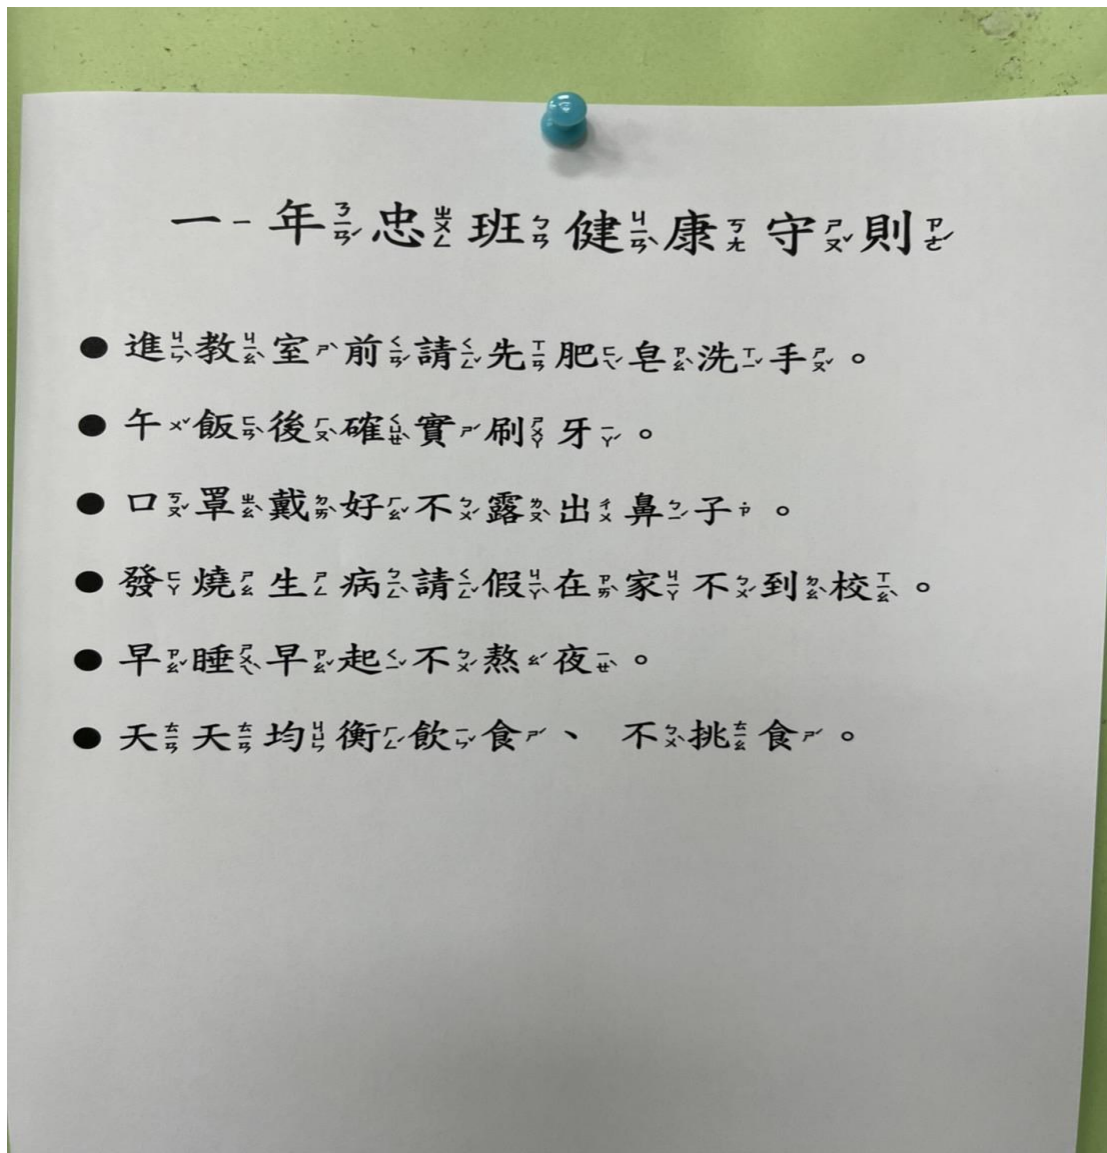 一年忠班健康守則
●進教室前請先肥皂洗手。
●午飯後確實刷牙。
●口罩戴好不露出鼻子。
●發燒生病請假在家不到校。
●早睡早起不熬夜。
●天天均衡飲食、不挑食。